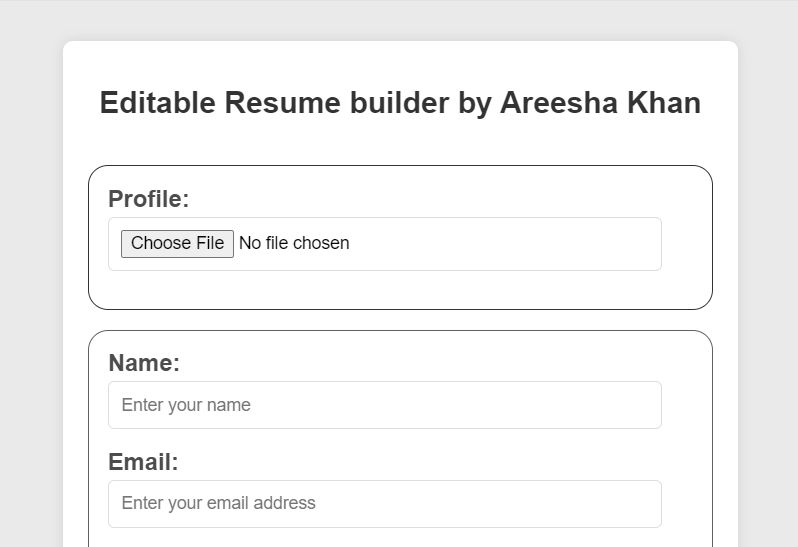 Editable Resume builder by Areesha Khan
Profile:
Choose File No file chosen
Name:
Enter your name
Email:
Enter your email address